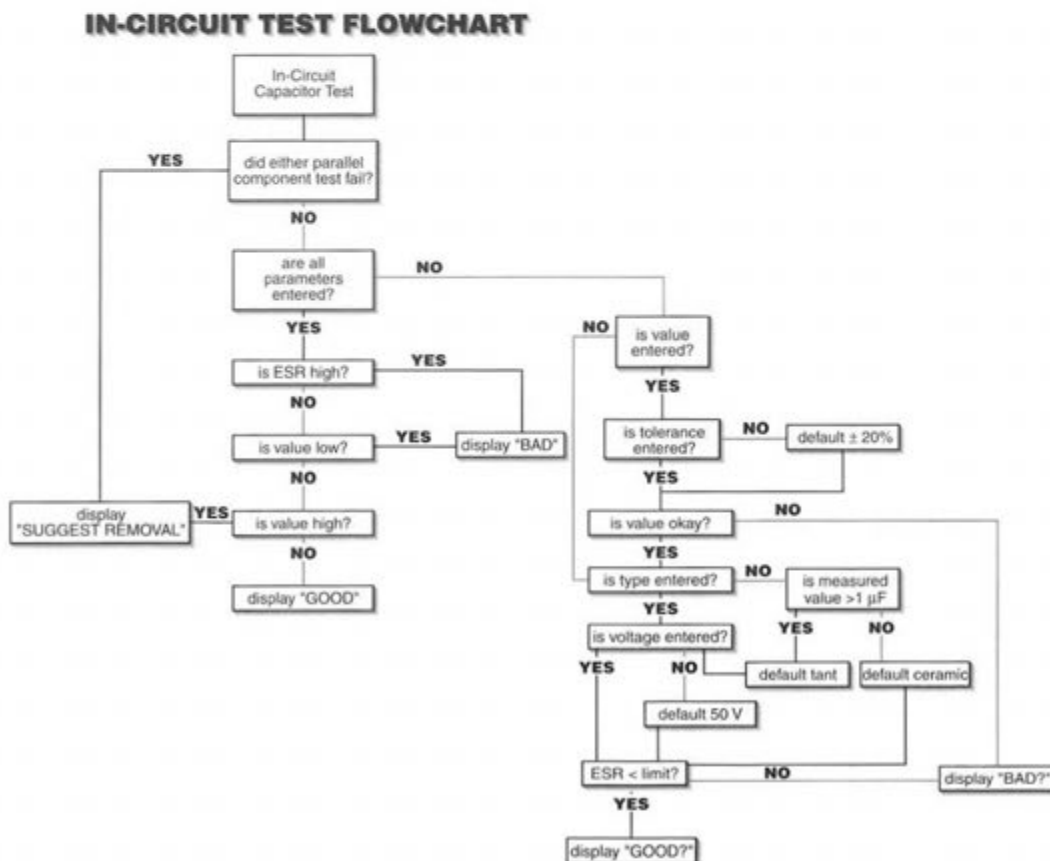 IN-CIRCUIT TEST FLOWCHART
In-Circuit
Capacitor Test
YES
did either parallel
component test fail?
NO
are all
parameters
entered?
NO
YES
NO
is value
entered?
is ESR high?
YES
YES
NO
is tolerance
entered?
NO
default ± 20%
is value low?
YES
display "BAD"
YES
NO
display
"SUGGEST REMOVAL"
YES
is value high?
is value okay?
NO
YES
NO
is type entered?
NO
is measured
value >1 µF
display "GOOD"
YES
YES
NO
is voltage entered?
YES
NO
default tant
default ceramic
default 50 V
ESR < limit?
NO
display "BAD?"
YES
display "GOOD?"